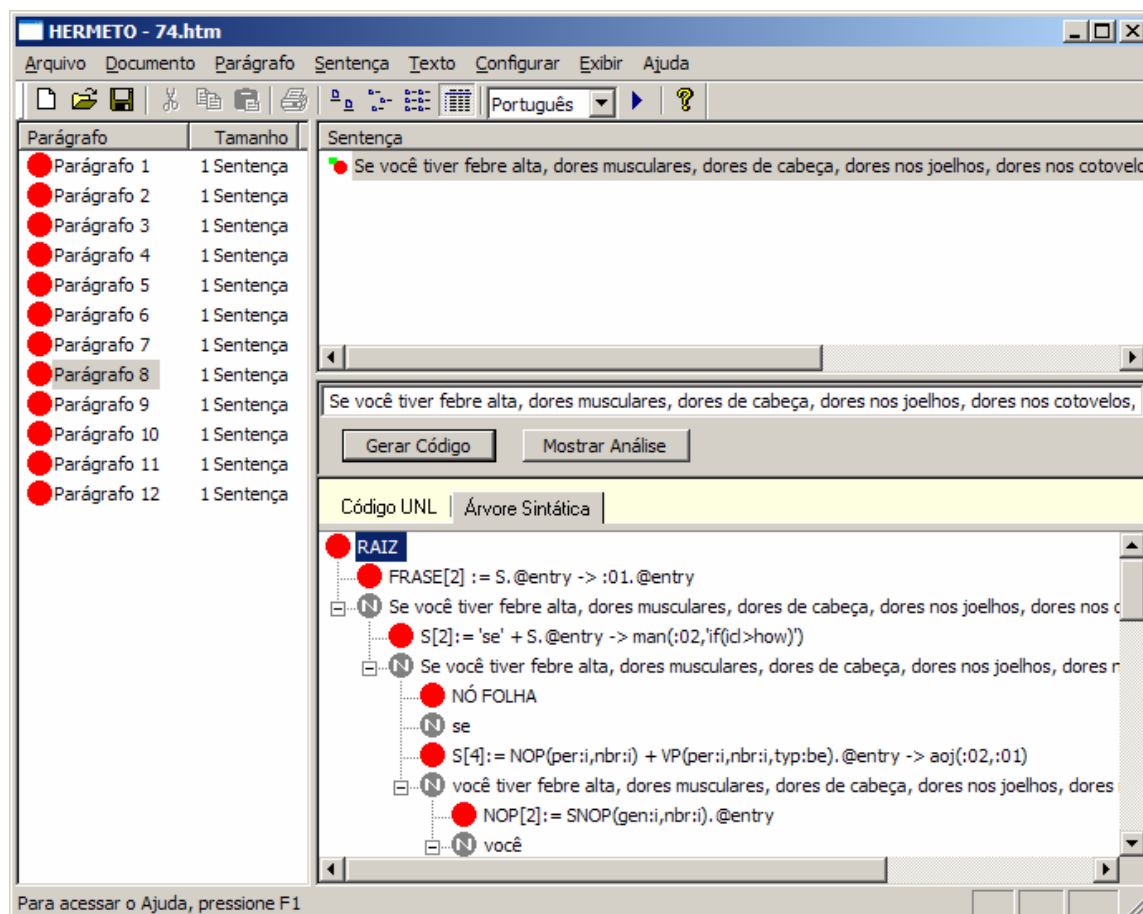 HERMETO - 74.htm
Arquivo Documento Parágrafo Sentença Texto Configurar Exibir Ajuda
Português
Parágrafo Tamanho
Parágrafo 1 1 Sentença
Parágrafo 2 1 Sentença
Parágrafo 3 1 Sentença
Parágrafo 4 1 Sentença
Parágrafo 5 1 Sentença
Parágrafo 6 1 Sentença
Parágrafo 7 1 Sentença
Parágrafo 8 1 Sentença
Parágrafo 9 1 Sentença
Parágrafo 10 1 Sentença
Parágrafo 11 1 Sentença
Parágrafo 12 1 Sentença
Sentença
Se você tiver febre alta, dores musculares, dores de cabeça, dores nos joelhos, dores nos cotovelo
Se você tiver febre alta, dores musculares, dores de cabeça, dores nos joelhos, dores nos cotovelos,
Gerar Código Mostrar Análise
Código UNL Árvore Sintática
RAIZ
FRASE[2] := S.@entry -> :01.@entry
N Se você tiver febre alta, dores musculares, dores de cabeça, dores nos joelhos, dores nos
S[2]:= 'se' + S.@entry -> man(:02,'if(icl>how)')
N Se você tiver febre alta, dores musculares, dores de cabeça, dores nos joelhos, dores
NÓ FOLHA
N se
S[4]:= NOP(per:i,nbr:i) + VP(per:i,nbr:i,typ:be).@entry -> aoj(:02,:01)
N você tiver febre alta, dores musculares, dores de cabeça, dores nos joelhos, dores
NOP[2]:= SNOP(gen:i,nbr:i).@entry
N você
Para acessar o Ajuda, pressione F1